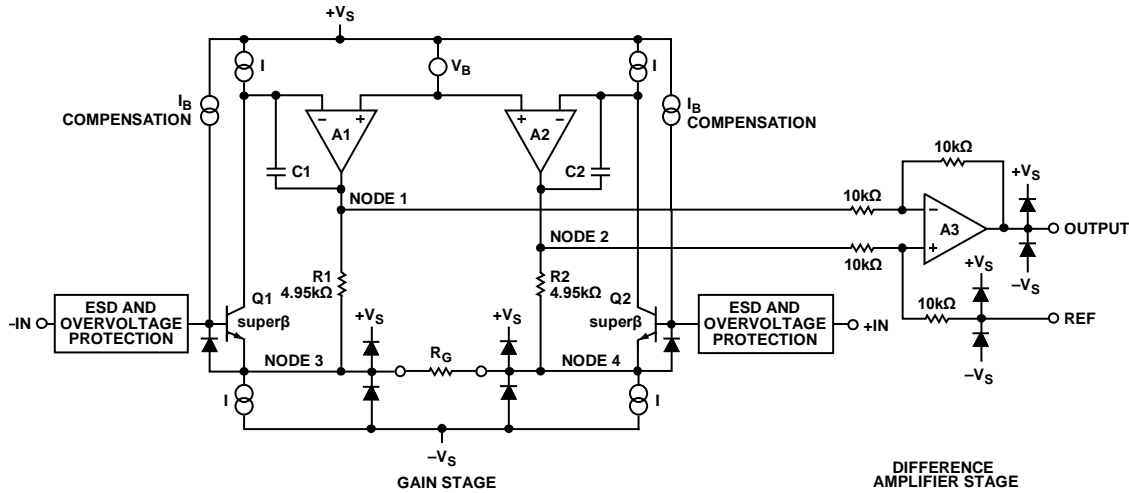 +VS
I
VB
I
IB
COMPENSATION
IB
COMPENSATION
– A1 +
+ A2 –
C1
C2
NODE 1
NODE 2
10kΩ
10kΩ
10kΩ
– A3 +
+VS
–VS
OUTPUT
R1
4.95kΩ
R2
4.95kΩ
Q1
superβ
Q2
superβ
–IN
ESD AND
OVERVOLTAGE
PROTECTION
ESD AND
OVERVOLTAGE
PROTECTION
+IN
10kΩ
+VS
–VS
REF
NODE 3
+VS
RG
+VS
NODE 4
I
I
–VS
GAIN STAGE
DIFFERENCE
AMPLIFIER STAGE